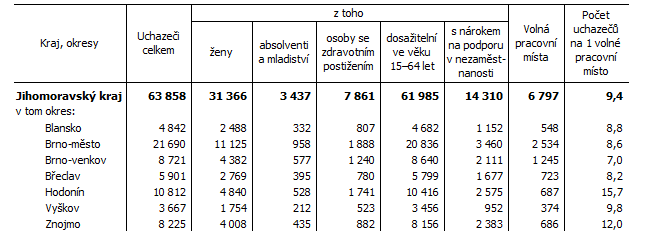 Kraj, okresy Uchazeči celkem z toho Volná pracovní místa Počet uchazečů na 1 volné pracovní místo
ženy absolventi a mladiství osoby se zdravotním postižením dosažitelní ve věku 15–64 let s nárokem na podporu v nezaměst- nanosti
Jihomoravský kraj 63 858 31 366 3 437 7 861 61 985 14 310 6 797 9,4
v tom okres:
Blansko 4 842 2 488 332 807 4 682 1 152 548 8,8
Brno-město 21 690 11 125 958 1 888 20 836 3 460 2 534 8,6
Brno-venkov 8 721 4 382 577 1 240 8 640 2 111 1 245 7,0
Břeclav 5 901 2 769 395 780 5 799 1 677 723 8,2
Hodonín 10 812 4 840 528 1 741 10 416 2 575 687 15,7
Vyškov 3 667 1 754 212 523 3 456 952 374 9,8
Znojmo 8 225 4 008 435 882 8 156 2 383 686 12,0